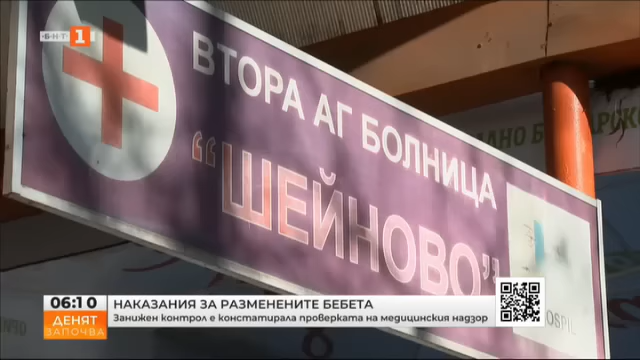 БНТ 1
ВТОРА АГ БОЛНИЦА
"ШЕЙНОВО"
OSPI
06:10
НАКАЗАНИЯ ЗА РАЗМЕНЕНИТЕ БЕБЕТА
ДЕНЯТ
ЗАПОЧВА
Занижен контрол е констатирала проверката на медицинския надзор